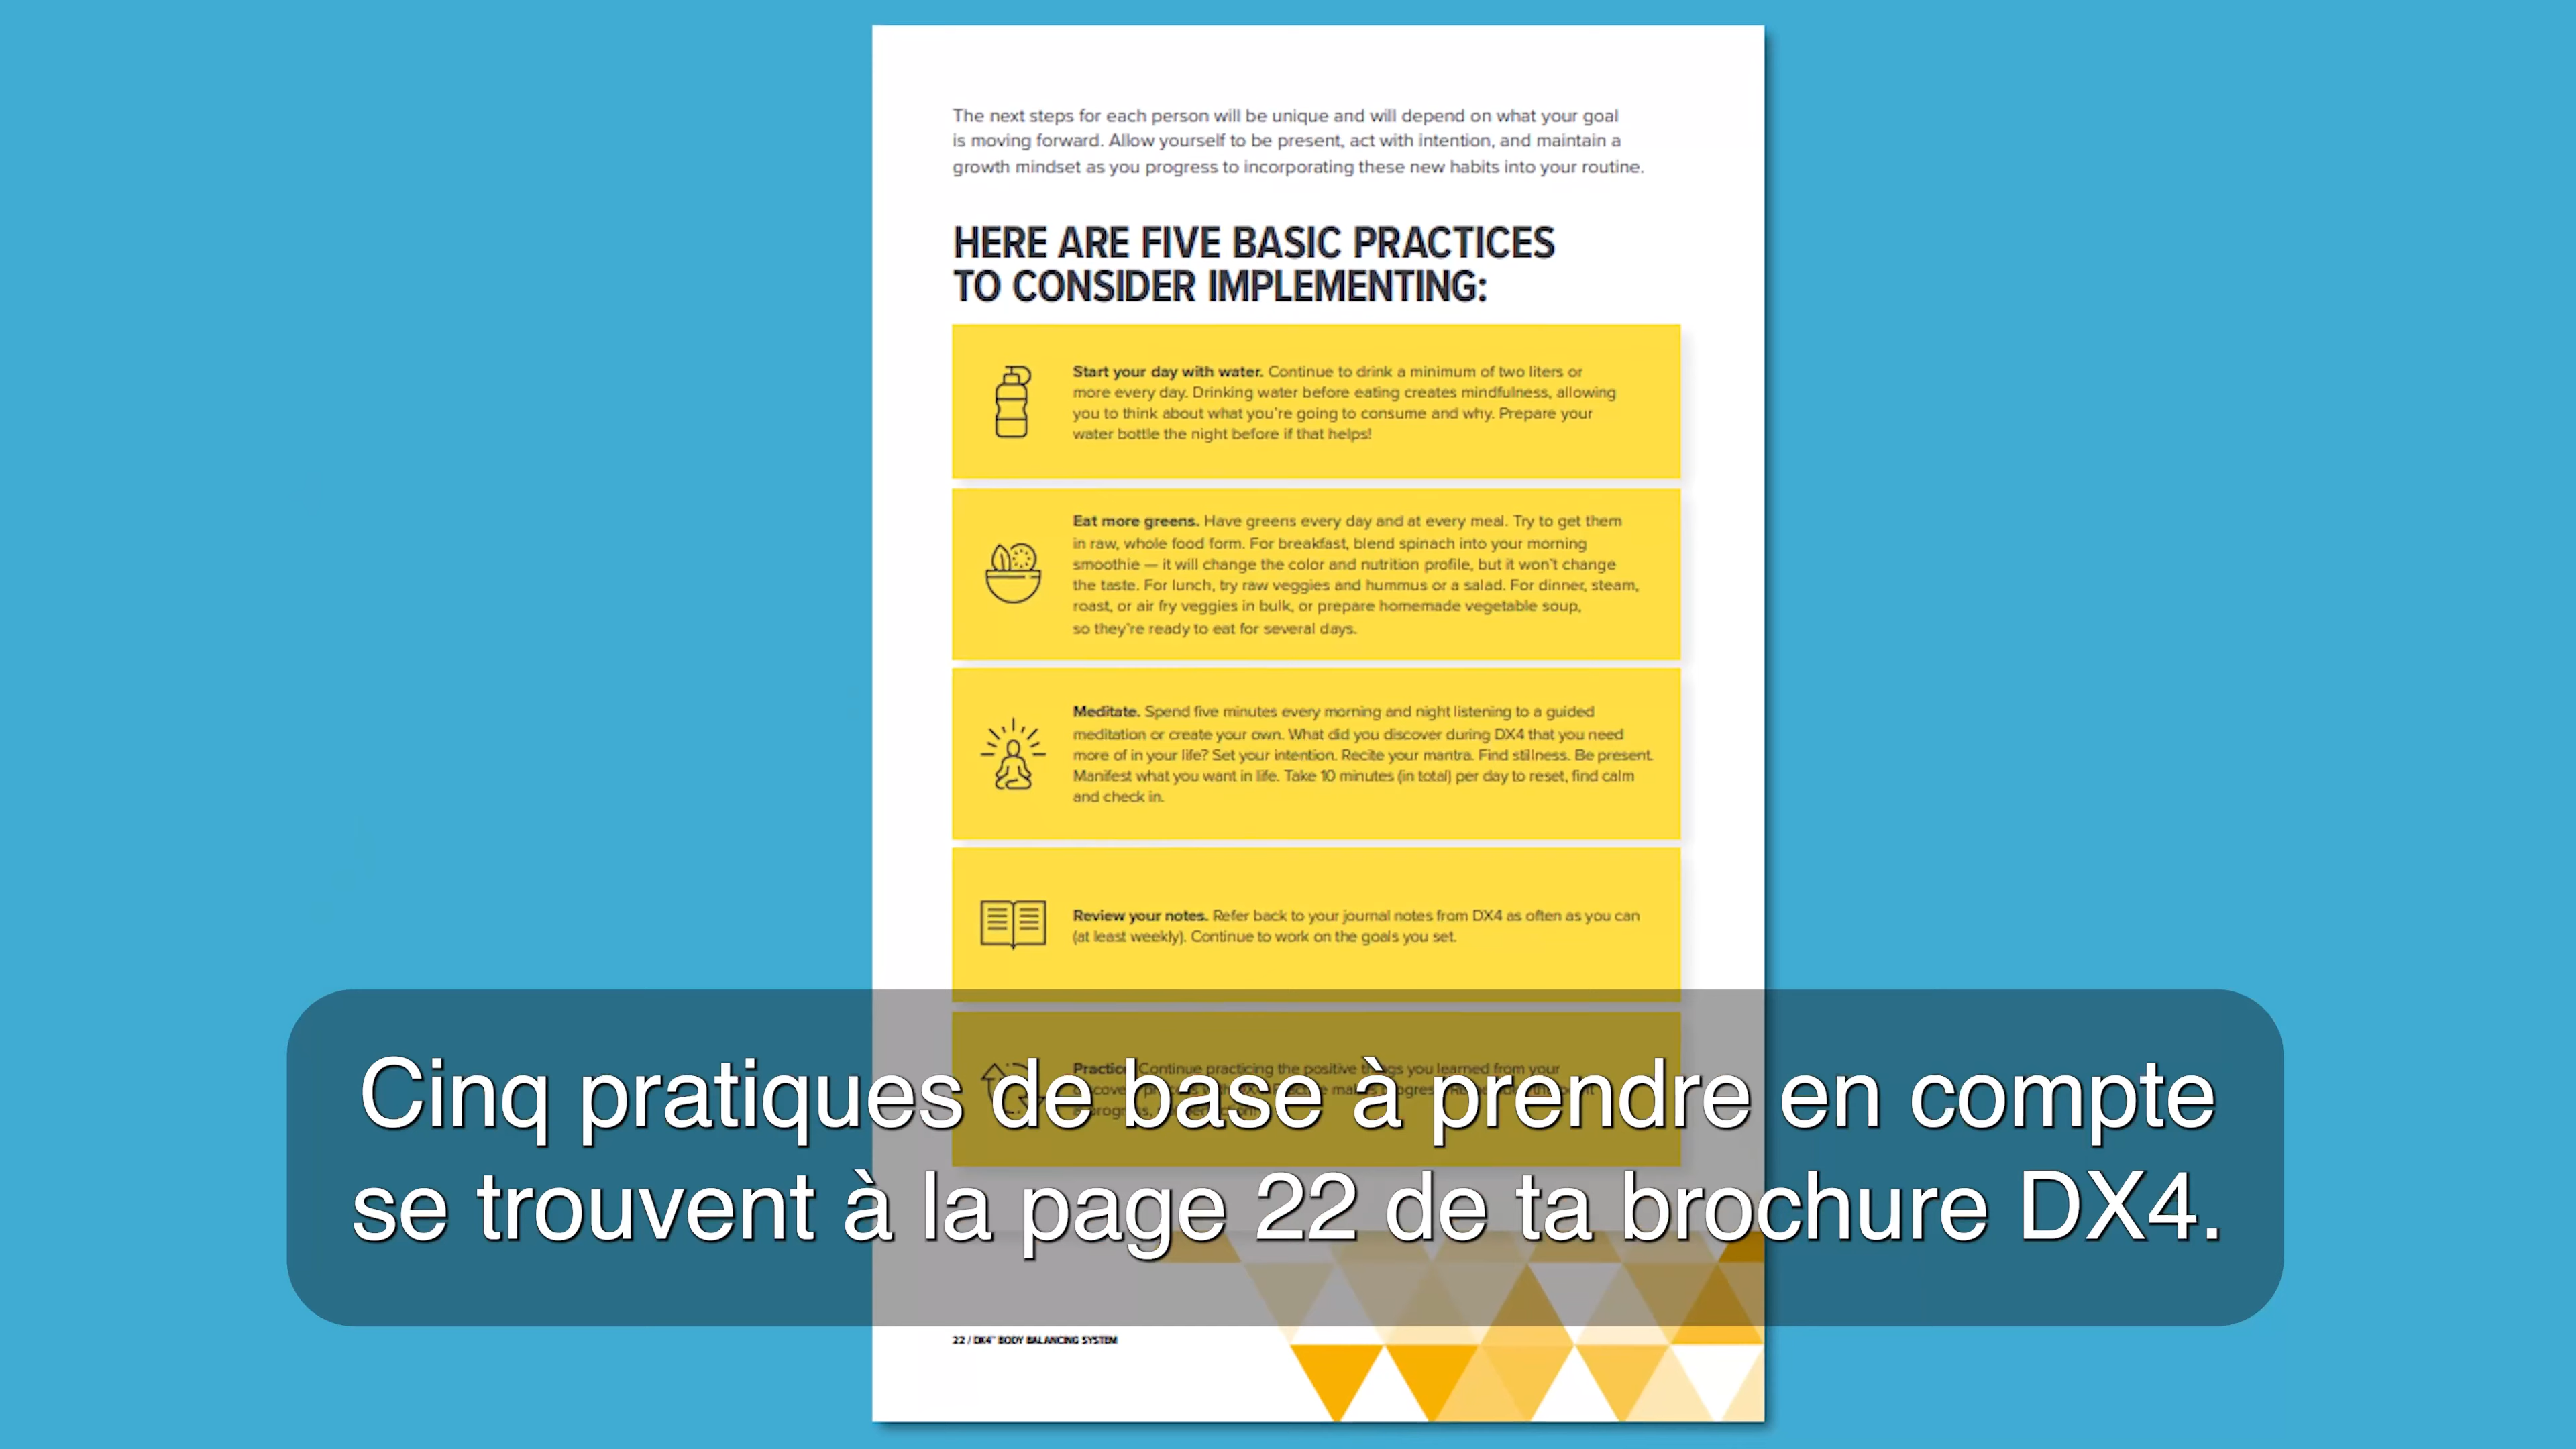 The next steps for each person will be unique and will depend on what your goal
is moving forward. Allow yourself to be present, act with intention, and maintain a
growth mindset as you progress to incorporating these new habits into your routine.
HERE ARE FIVE BASIC PRACTICES
TO CONSIDER IMPLEMENTING:
Start your day with water. Continue to drink a minimum of two liters or
more every day. Drinking water before eating creates mindfulness, allowing
you to think about what you're going to consume and why. Prepare your
water bottle the night before if that helps!
Eat more greens. Have greens every day and at every meal. Try to get them
in raw, whole food form. For breakfast, blend spinach into your morning
smoothie — it will change the color and nutrition profile, but it won't change
the taste. For lunch, try raw veggies and hummus or a salad. For dinner, steam,
roast, or air fry veggies in bulk, or prepare homemade vegetable soup,
so they're ready to eat for several days.
Meditate. Spend five minutes every morning and night listening to a guided
meditation or create your own. What did you discover during DX4 that you need
more of in your life? Set your intention. Recite your mantra. Find stillness. Be present.
Manifest what you want in life. Take 10 minutes (in total) per day to reset, find calm
and check in.
Review your notes. Refer back to your journal notes from DX4 as often as you can
(at least weekly). Continue to work on the goals you set.
Continue practicing the positive things you learned from your
Cinq pratiques de base à prendre en compte
se trouvent à la page 22 de ta brochure DX4.
22 / DX4™ BODY BALANCING SYSTEM